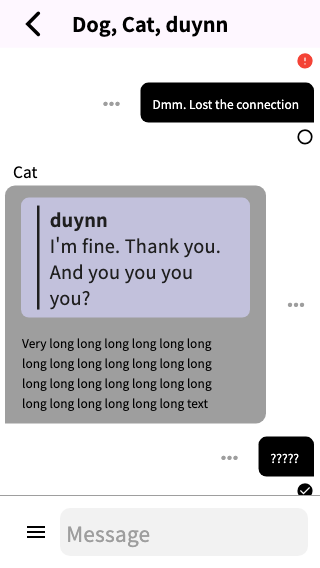 Dog, Cat, duynn
Dmm. Lost the connection
Cat
duynn
I'm fine. Thank you.
And you you you
you?
Very long long long long long long
long long long long long long long
long long long long long long long
long long long long long long text
?????
Message